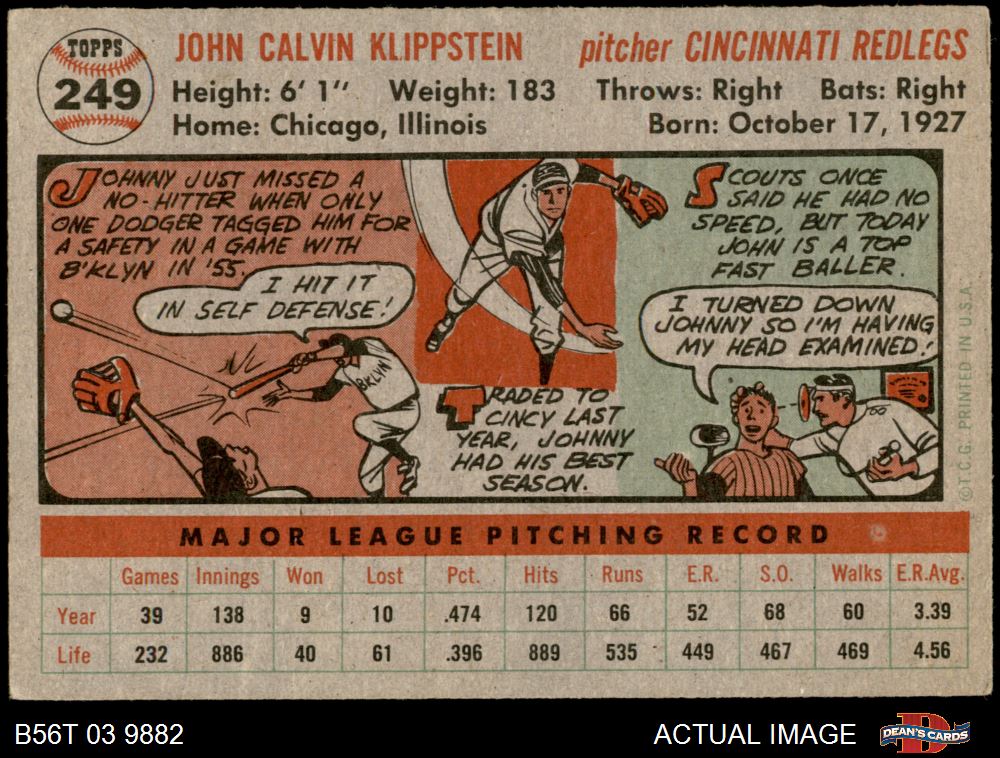 TOPPS
249
JOHN CALVIN KLIPPSTEIN pitcher CINCINNATI REDLEGS
Height: 6' 1" Weight: 183 Throws: Right Bats: Right
Home: Chicago, Illinois Born: October 17, 1927
JOHNNY JUST MISSED A
NO-HITTER WHEN ONLY
ONE DODGER TAGGED HIM FOR
A SAFETY IN A GAME WITH
B'KLYN IN '55.
I HIT IT
IN SELF DEFENSE!
BKLYN
TRADED TO
CINCY LAST
YEAR, JOHNNY
HAD HIS BEST
SEASON.
SCOUTS ONCE
SAID HE HAD NO
SPEED, BUT TODAY
JOHN IS A TOP
FAST BALLER.
I TURNED DOWN
JOHNNY SO I'M HAVING
MY HEAD EXAMINED!
©T.C.G. PRINTED IN U.S.A.
MAJOR LEAGUE PITCHING RECORD
Games Innings Won Lost Pct. Hits Runs E.R. S.O. Walks E.R.Avg.
Year 39 138 9 10 .474 120 66 52 68 60 3.39
Life 232 886 40 61 .396 889 535 449 467 469 4.56
B56T 03 9882 ACTUAL IMAGE DEAN'S CARDS